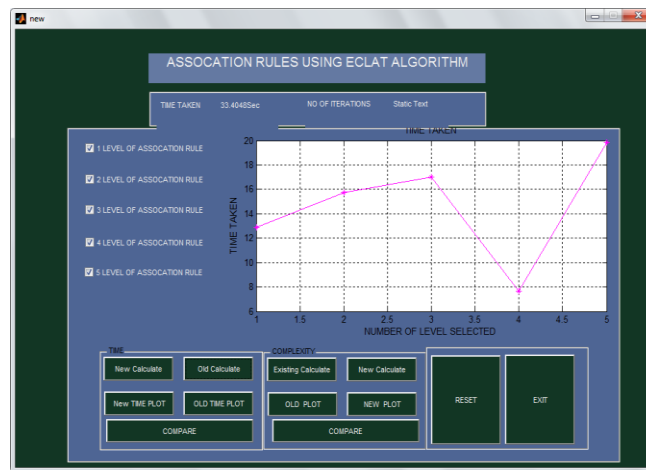 new
ASSOCATION RULES USING ECLAT ALGORITHM
TIME TAKEN 33.4048Sec NO OF ITERATIONS Static Text
TIME TAKEN
1 LEVEL OF ASSOCATION RULE
2 LEVEL OF ASSOCATION RULE
3 LEVEL OF ASSOCATION RULE
4 LEVEL OF ASSOCATION RULE
5 LEVEL OF ASSOCATION RULE
TIME TAKEN
20
18
16
14
12
10
8
6
1 1.5 2 2.5 3 3.5 4 4.5 5
NUMBER OF LEVEL SELECTED
TIME
New Calculate Old Calculate
New TIME PLOT OLD TIME PLOT
COMPARE
COMPLEXITY
Existing Calculate New Calculate
OLD PLOT NEW PLOT
COMPARE
RESET EXIT